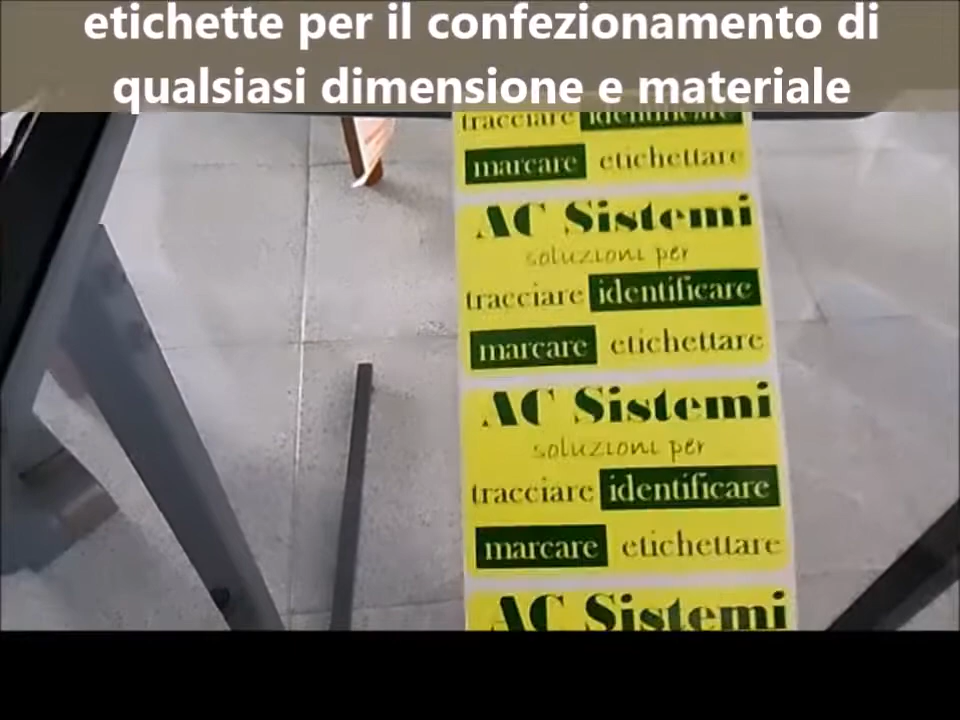 etichette per il confezionamento di
qualsiasi dimensione e materiale
tracciare identificare
marcare etichettare
AC Sistemi
soluzioni per
tracciare identificare
marcare etichettare
AC Sistemi
soluzioni per
tracciare identificare
marcare etichettare
AC Sistemi